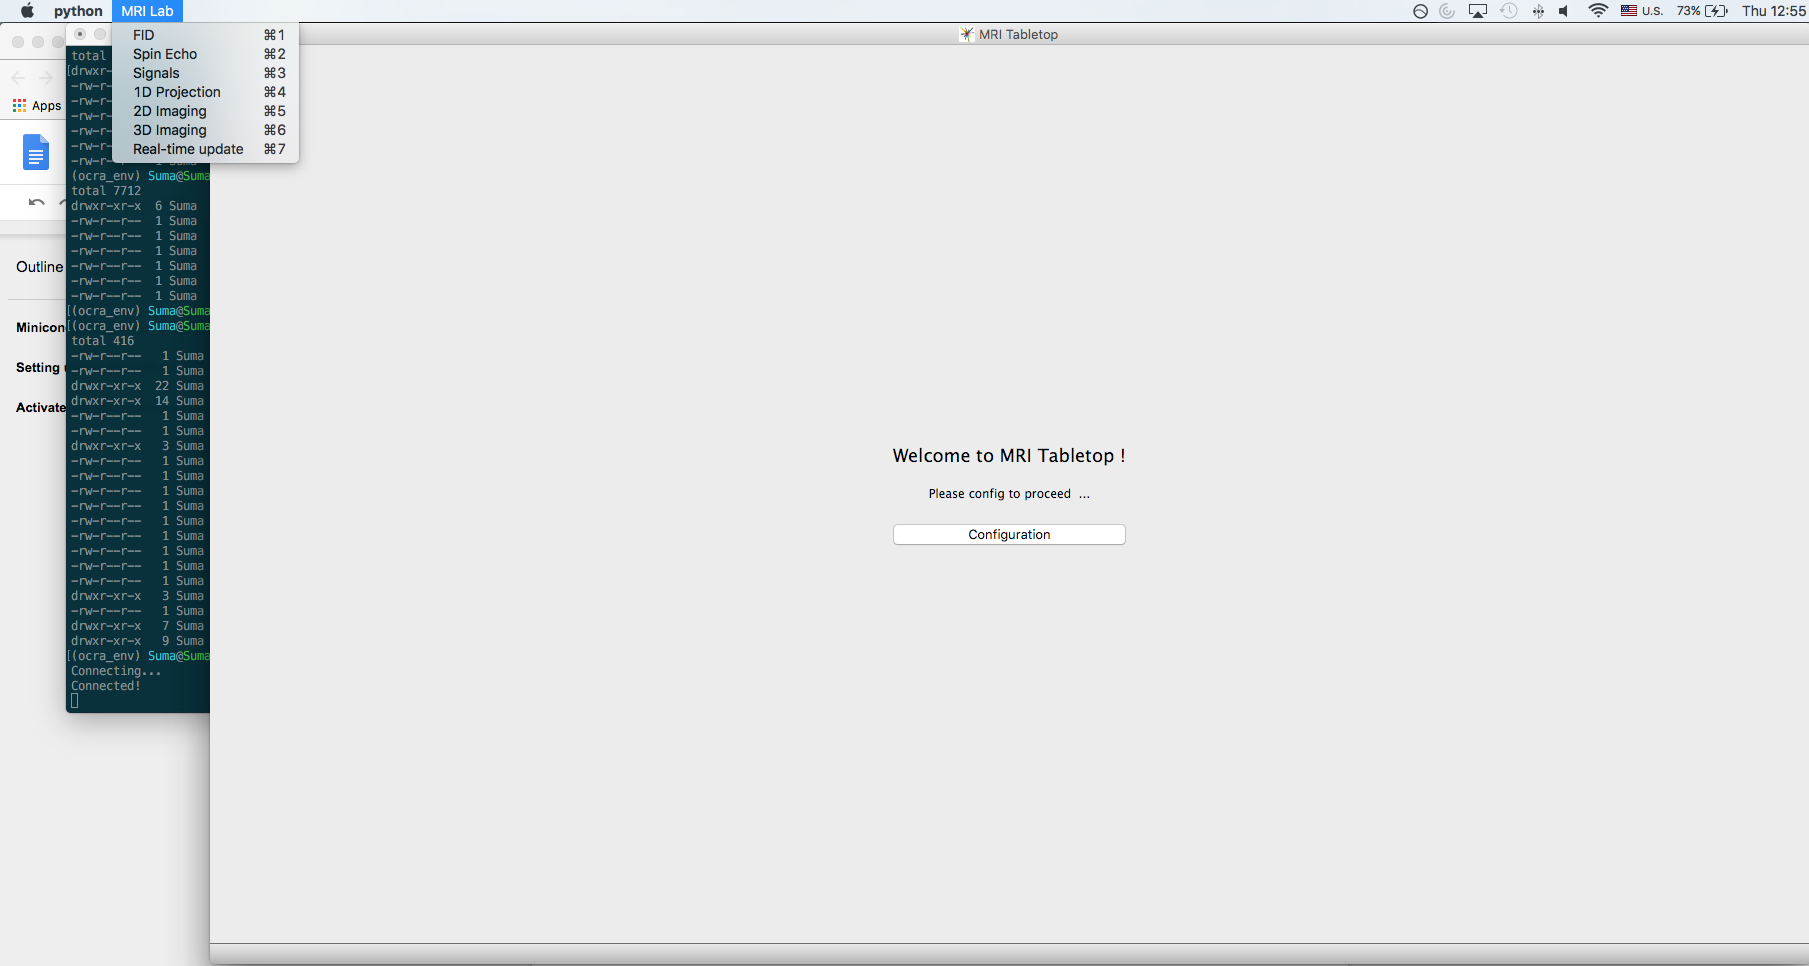 python MRI Lab U.S. 73% Thu 12:55
FID ⌘1
Spin Echo ⌘2
Signals ⌘3
1D Projection ⌘4
2D Imaging ⌘5
3D Imaging ⌘6
Real-time update ⌘7
MRI Tabletop
Apps
Outline
Minicon
Setting
Activate
total
[drwxr-
-rw-r-
-rw-r-
-rw-r-
-rw-r-
-rw-r-
-rw-r-
(ocra_env) Suma@Suma
total 7712
drwxr-xr-x 6 Suma
-rw-r--r-- 1 Suma
-rw-r--r-- 1 Suma
-rw-r--r-- 1 Suma
-rw-r--r-- 1 Suma
-rw-r--r-- 1 Suma
-rw-r--r-- 1 Suma
[(ocra_env) Suma@Suma
[(ocra_env) Suma@Suma
total 416
-rw-r--r-- 1 Suma
-rw-r--r-- 1 Suma
drwxr-xr-x 22 Suma
drwxr-xr-x 14 Suma
-rw-r--r-- 1 Suma
-rw-r--r-- 1 Suma
drwxr-xr-x 3 Suma
-rw-r--r-- 1 Suma
-rw-r--r-- 1 Suma
-rw-r--r-- 1 Suma
-rw-r--r-- 1 Suma
-rw-r--r-- 1 Suma
-rw-r--r-- 1 Suma
-rw-r--r-- 1 Suma
-rw-r--r-- 1 Suma
-rw-r--r-- 1 Suma
drwxr-xr-x 3 Suma
-rw-r--r-- 1 Suma
drwxr-xr-x 7 Suma
drwxr-xr-x 9 Suma
[(ocra_env) Suma@Suma
Connecting...
Connected!
Welcome to MRI Tabletop !
Please config to proceed ...
Configuration